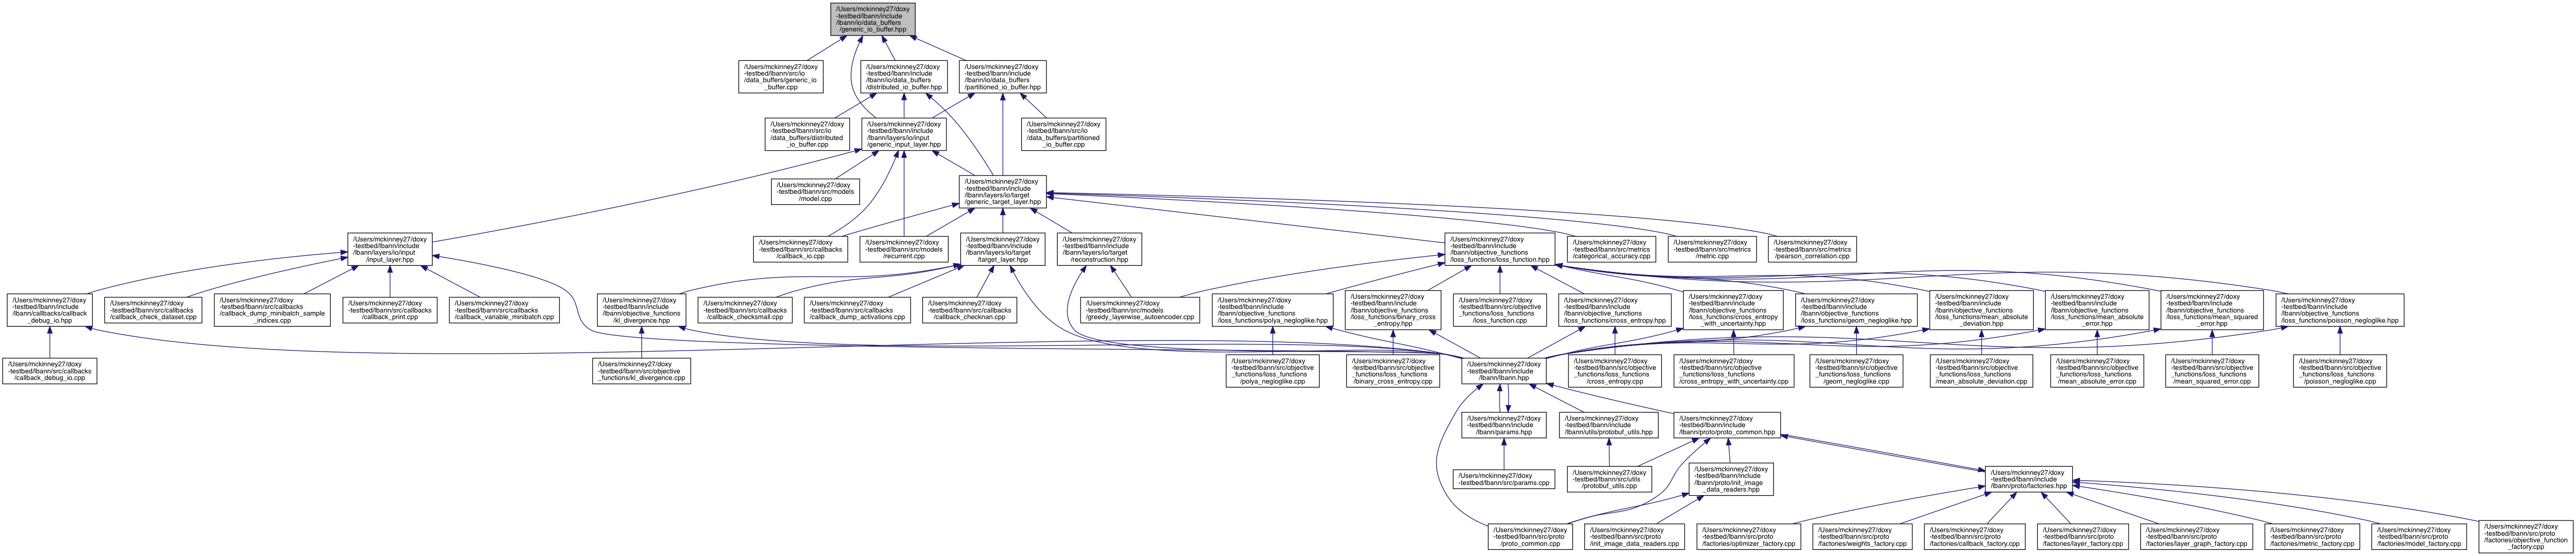 /Users/mckinney27/doxy
-testbed/lbann/include
/lbann/io/data_buffers
/generic_io_buffer.hpp
/Users/mckinney27/doxy
-testbed/lbann/src/io
/data_buffers/generic_io
_buffer.cpp
/Users/mckinney27/doxy
-testbed/lbann/include
/lbann/io/data_buffers
/distributed_io_buffer.hpp
/Users/mckinney27/doxy
-testbed/lbann/include
/lbann/io/data_buffers
/partitioned_io_buffer.hpp
/Users/mckinney27/doxy
-testbed/lbann/src/io
/data_buffers/distributed
_io_buffer.cpp
/Users/mckinney27/doxy
-testbed/lbann/include
/lbann/layers/io/input
/generic_input_layer.hpp
/Users/mckinney27/doxy
-testbed/lbann/src/io
/data_buffers/partitioned
_io_buffer.cpp
/Users/mckinney27/doxy
-testbed/lbann/src/models
/model.cpp
/Users/mckinney27/doxy
-testbed/lbann/include
/lbann/layers/io/target
/generic_target_layer.hpp
/Users/mckinney27/doxy
-testbed/lbann/include
/lbann/layers/io/input
/input_layer.hpp
/Users/mckinney27/doxy
-testbed/lbann/src/callbacks
/callback_io.cpp
/Users/mckinney27/doxy
-testbed/lbann/src/models
/recurrent.cpp
/Users/mckinney27/doxy
-testbed/lbann/include
/lbann/layers/io/target
/target_layer.hpp
/Users/mckinney27/doxy
-testbed/lbann/include
/lbann/layers/io/target
/reconstruction.hpp
/Users/mckinney27/doxy
-testbed/lbann/include
/lbann/objective_functions
/loss_functions/loss_function.hpp
/Users/mckinney27/doxy
-testbed/lbann/src/metrics
/categorical_accuracy.cpp
/Users/mckinney27/doxy
-testbed/lbann/src/metrics
/metric.cpp
/Users/mckinney27/doxy
-testbed/lbann/src/metrics
/pearson_correlation.cpp
/Users/mckinney27/doxy
-testbed/lbann/include
/lbann/callbacks/callback
_debug_io.hpp
/Users/mckinney27/doxy
-testbed/lbann/src/callbacks
/callback_check_dataset.cpp
/Users/mckinney27/doxy
-testbed/lbann/src/callbacks
/callback_dump_minibatch_sample
_indices.cpp
/Users/mckinney27/doxy
-testbed/lbann/src/callbacks
/callback_print.cpp
/Users/mckinney27/doxy
-testbed/lbann/src/callbacks
/callback_variable_minibatch.cpp
/Users/mckinney27/doxy
-testbed/lbann/include
/lbann/objective_functions
/kl_divergence.hpp
/Users/mckinney27/doxy
-testbed/lbann/src/callbacks
/callback_checksmall.cpp
/Users/mckinney27/doxy
-testbed/lbann/src/callbacks
/callback_dump_activations.cpp
/Users/mckinney27/doxy
-testbed/lbann/src/callbacks
/callback_checknan.cpp
/Users/mckinney27/doxy
-testbed/lbann/src/models
/greedy_layerwise_autoencoder.cpp
/Users/mckinney27/doxy
-testbed/lbann/include
/lbann/objective_functions
/loss_functions/polya_negloglike.hpp
/Users/mckinney27/doxy
-testbed/lbann/include
/lbann/objective_functions
/loss_functions/binary_cross
_entropy.hpp
/Users/mckinney27/doxy
-testbed/lbann/src/objective
_functions/loss_functions
/loss_function.cpp
/Users/mckinney27/doxy
-testbed/lbann/include
/lbann/objective_functions
/loss_functions/cross_entropy.hpp
/Users/mckinney27/doxy
-testbed/lbann/include
/lbann/objective_functions
/loss_functions/cross_entropy
_with_uncertainty.hpp
/Users/mckinney27/doxy
-testbed/lbann/include
/lbann/objective_functions
/loss_functions/geom_negloglike.hpp
/Users/mckinney27/doxy
-testbed/lbann/include
/lbann/objective_functions
/loss_functions/mean_absolute
_deviation.hpp
/Users/mckinney27/doxy
-testbed/lbann/include
/lbann/objective_functions
/loss_functions/mean_absolute
_error.hpp
/Users/mckinney27/doxy
-testbed/lbann/include
/lbann/objective_functions
/loss_functions/mean_squared
_error.hpp
/Users/mckinney27/doxy
-testbed/lbann/include
/lbann/objective_functions
/loss_functions/poisson_negloglike.hpp
/Users/mckinney27/doxy
-testbed/lbann/src/callbacks
/callback_debug_io.cpp
/Users/mckinney27/doxy
-testbed/lbann/src/objective
_functions/kl_divergence.cpp
/Users/mckinney27/doxy
-testbed/lbann/src/objective
_functions/loss_functions
/polya_negloglike.cpp
/Users/mckinney27/doxy
-testbed/lbann/src/objective
_functions/loss_functions
/binary_cross_entropy.cpp
/Users/mckinney27/doxy
-testbed/lbann/include
/lbann/lbann.hpp
/Users/mckinney27/doxy
-testbed/lbann/src/objective
_functions/loss_functions
/cross_entropy.cpp
/Users/mckinney27/doxy
-testbed/lbann/src/objective
_functions/loss_functions
/cross_entropy_with_uncertainty.cpp
/Users/mckinney27/doxy
-testbed/lbann/src/objective
_functions/loss_functions
/geom_negloglike.cpp
/Users/mckinney27/doxy
-testbed/lbann/src/objective
_functions/loss_functions
/mean_absolute_deviation.cpp
/Users/mckinney27/doxy
-testbed/lbann/src/objective
_functions/loss_functions
/mean_absolute_error.cpp
/Users/mckinney27/doxy
-testbed/lbann/src/objective
_functions/loss_functions
/mean_squared_error.cpp
/Users/mckinney27/doxy
-testbed/lbann/src/objective
_functions/loss_functions
/poisson_negloglike.cpp
/Users/mckinney27/doxy
-testbed/lbann/include
/lbann/params.hpp
/Users/mckinney27/doxy
-testbed/lbann/include
/lbann/utils/protobuf_utils.hpp
/Users/mckinney27/doxy
-testbed/lbann/include
/lbann/proto/proto_common.hpp
/Users/mckinney27/doxy
-testbed/lbann/src/params.cpp
/Users/mckinney27/doxy
-testbed/lbann/src/utils
/protobuf_utils.cpp
/Users/mckinney27/doxy
-testbed/lbann/include
/lbann/proto/init_image
_data_readers.hpp
/Users/mckinney27/doxy
-testbed/lbann/include
/lbann/proto/factories.hpp
/Users/mckinney27/doxy
-testbed/lbann/src/proto
/proto_common.cpp
/Users/mckinney27/doxy
-testbed/lbann/src/proto
/init_image_data_readers.cpp
/Users/mckinney27/doxy
-testbed/lbann/src/proto
/factories/optimizer_factory.cpp
/Users/mckinney27/doxy
-testbed/lbann/src/proto
/factories/weights_factory.cpp
/Users/mckinney27/doxy
-testbed/lbann/src/proto
/factories/callback_factory.cpp
/Users/mckinney27/doxy
-testbed/lbann/src/proto
/factories/layer_factory.cpp
/Users/mckinney27/doxy
-testbed/lbann/src/proto
/factories/layer_graph_factory.cpp
/Users/mckinney27/doxy
-testbed/lbann/src/proto
/factories/metric_factory.cpp
/Users/mckinney27/doxy
-testbed/lbann/src/proto
/factories/model_factory.cpp
/Users/mckinney27/doxy
-testbed/lbann/src/proto
/factories/objective_function
_factory.cpp